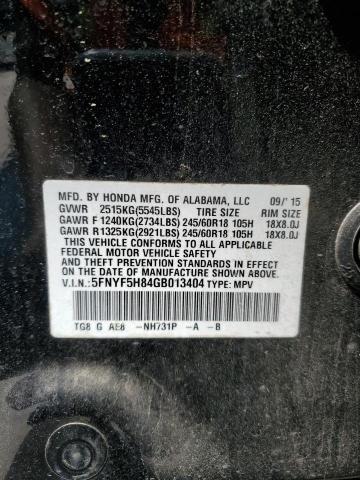 MFD. BY HONDA MFG. OF ALABAMA, LLC 09/'15
GVWR 2515KG(5545LBS) TIRE SIZE RIM SIZE
GAWR F 1240KG(2734LBS) 245/60R18 105H 18X8.0J
GAWR R1325KG(2921LBS) 245/60R18 105H 18X8.0J
THIS VEHICLE CONFORMS TO ALL APPLICABLE
FEDERAL MOTOR VEHICLE SAFETY
AND THEFT PREVENTION STANDARDS IN EFFECT
ON THE DATE OF MANUFACTURE SHOWN ABOVE.
V.I.N.: 5FNYF5H84GB013404 TYPE: MPV
TG8 G AE8 -NH731P -A -B